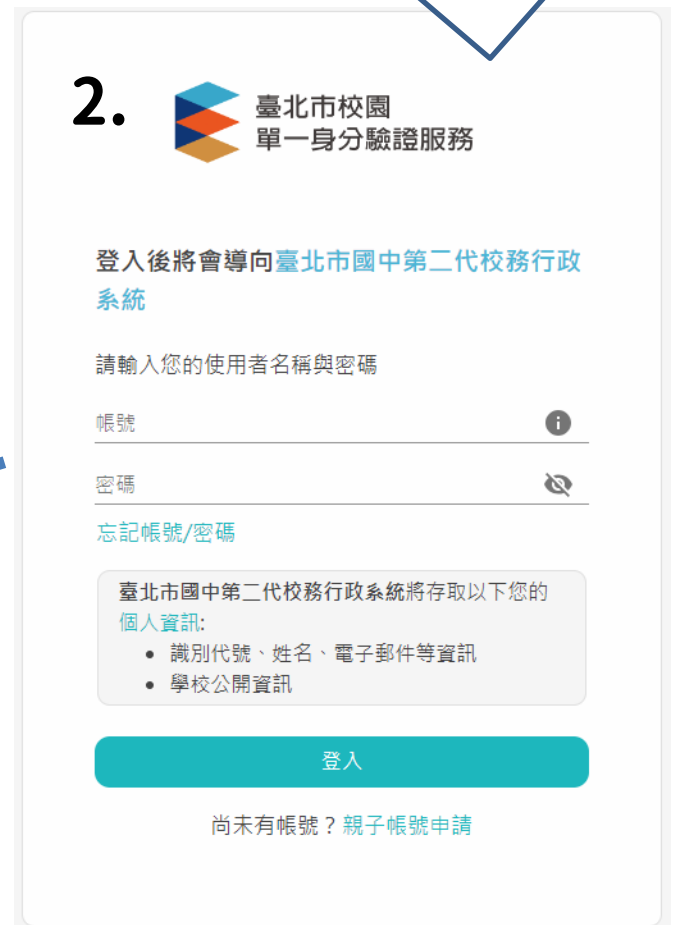 2.
臺北市校園
單一身分驗證服務
登入後將會導向臺北市國中第二代校務行政
系統
請輸入您的使用者名稱與密碼
帳號
密碼
忘記帳號/密碼
臺北市國中第二代校務行政系統將存取以下您的
個人資訊:
• 識別代號、姓名、電子郵件等資訊
• 學校公開資訊
登入
尚未有帳號？親子帳號申請